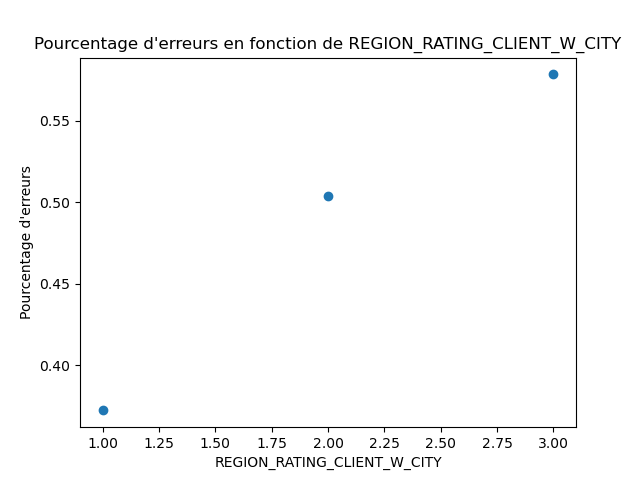 Pourcentage d'erreurs en fonction de REGION_RATING_CLIENT_W_CITY
0.55
0.50
0.45
0.40
Pourcentage d'erreurs
1.00 1.25 1.50 1.75 2.00 2.25 2.50 2.75 3.00
REGION_RATING_CLIENT_W_CITY